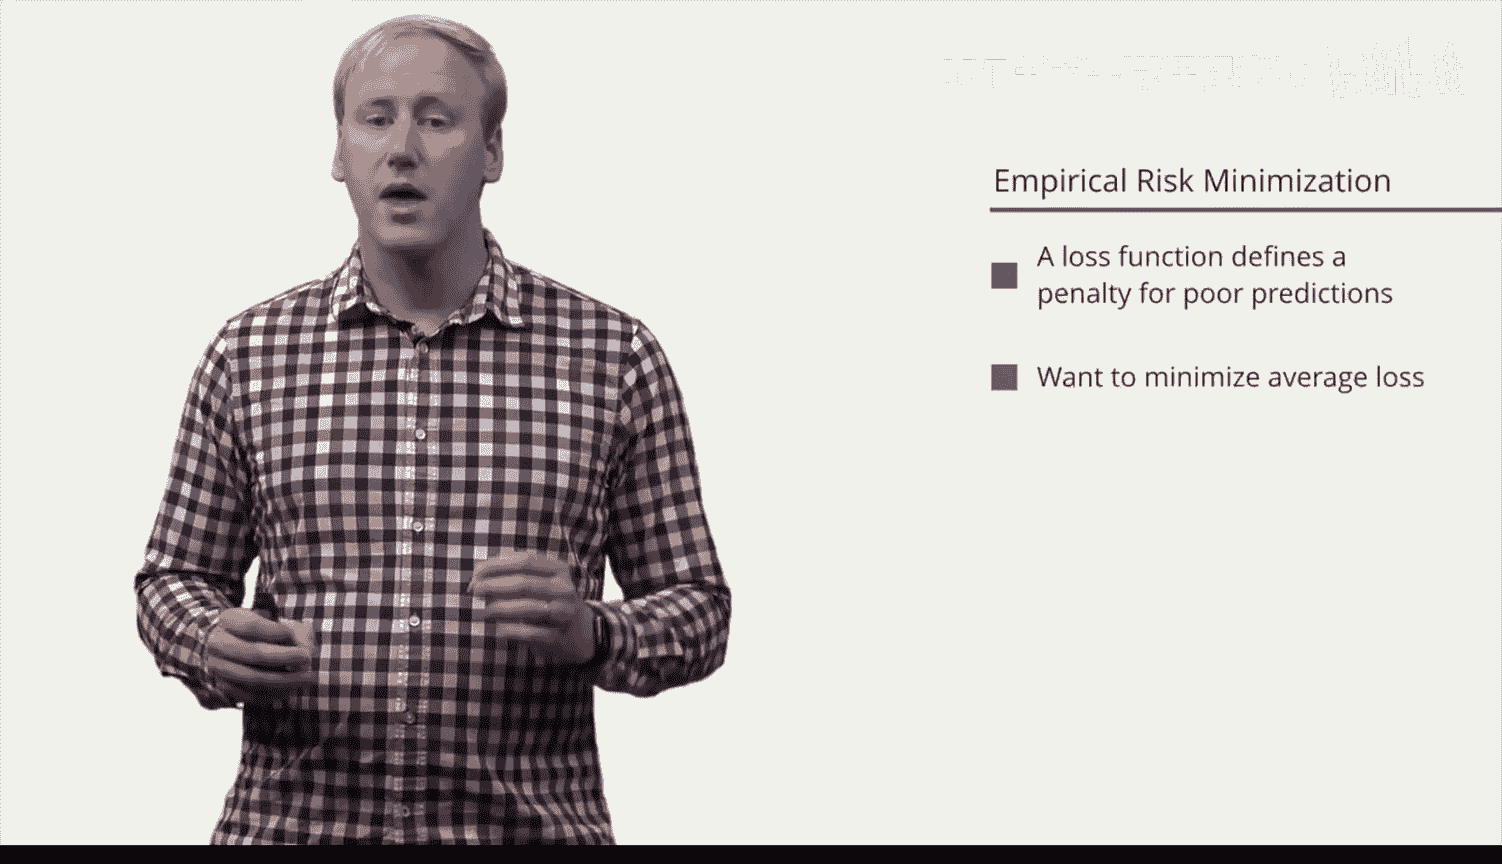 Empirical Risk Minimization
A loss function defines a
penalty for poor predictions
Want to minimize average loss